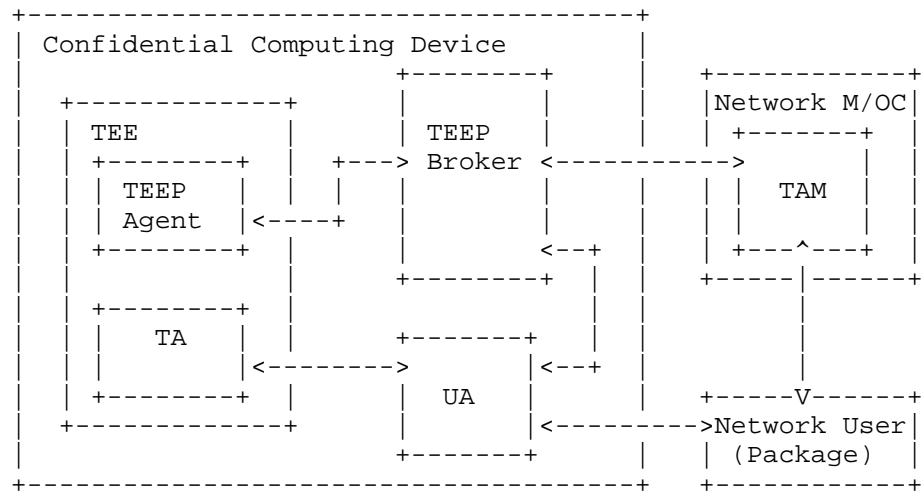 Confidential Computing Device
Network M/OC
TEE
TEEP
Broker
TEEP
Agent
TAM
TA
UA
Network User
(Package)